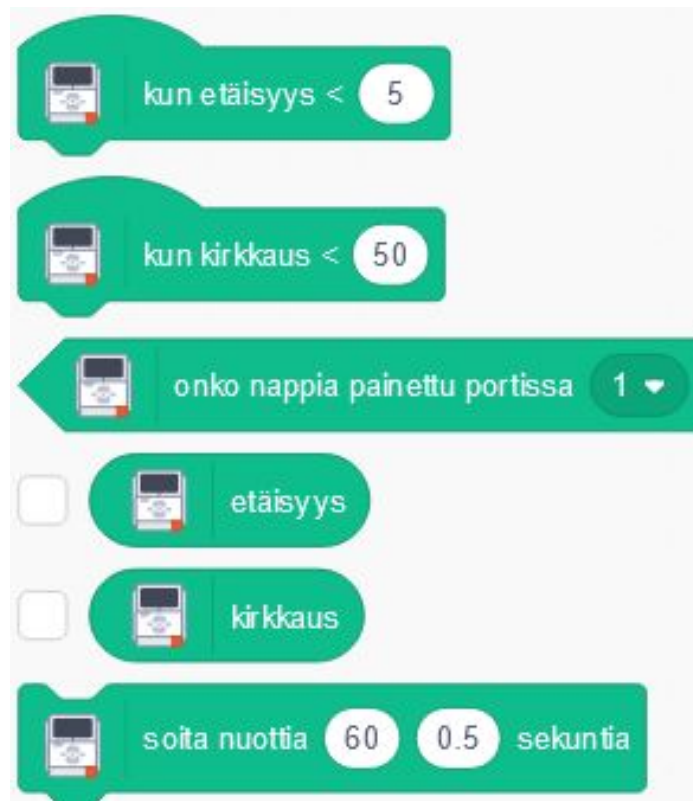 kun etäisyys < 5
kun kirkkaus < 50
onko nappia painettu portissa 1
etäisyys
kirkkaus
soita nuottia 60 0.5 sekuntia